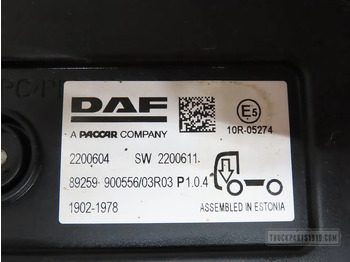 DAF
A PACCAR COMPANY
E5
10R-05274
2200604 SW 2200611
89259- 900556/03R03 P1.0.4
1902-1978
ASSEMBLED IN ESTONIA